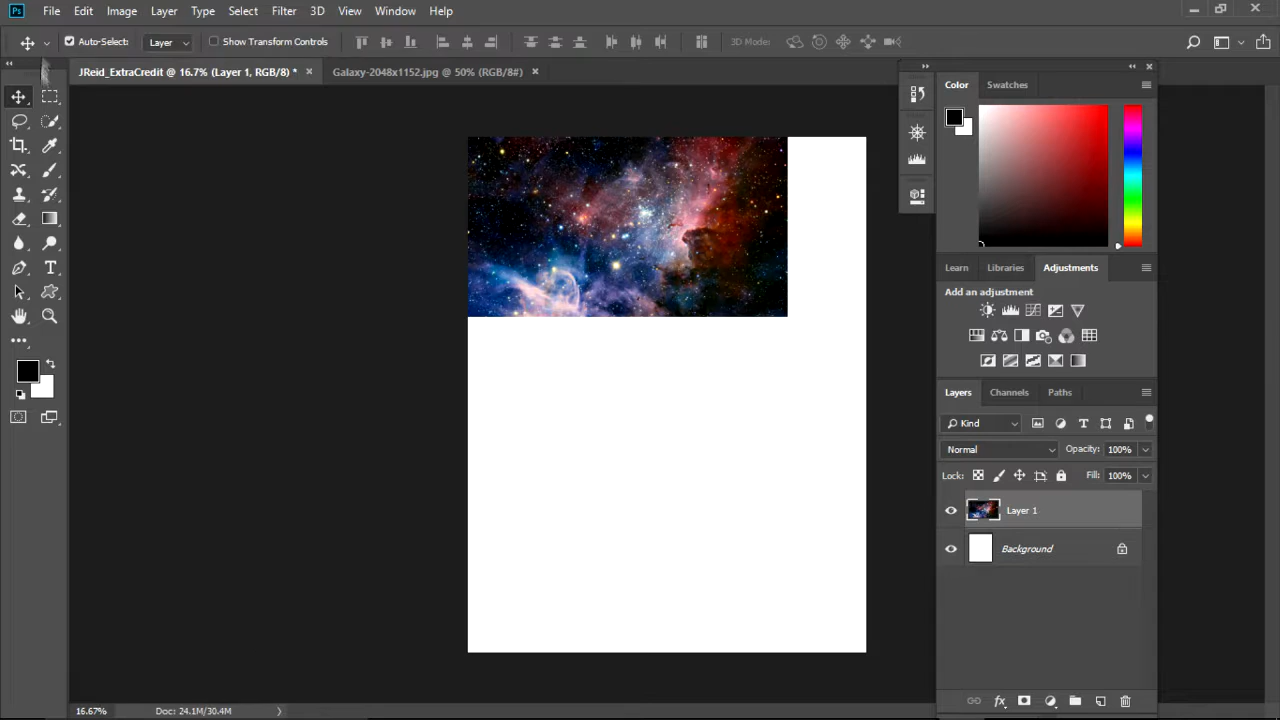 Ps File Edit Image Layer Type Select Filter 3D View Window Help
Auto-Select: Layer Show Transform Controls 3D Mode:
JReid_ExtraCredit @ 16.7% (Layer 1, RGB/8) * × Galaxy-2048x1152.jpg @ 50% (RGB/8#) ×
Color Swatches
Learn Libraries Adjustments
Add an adjustment
Layers Channels Paths
Kind
Normal Opacity: 100%
Lock: Fill: 100%
Layer 1
Background
fx
16.67% Doc: 24.1M/30.4M